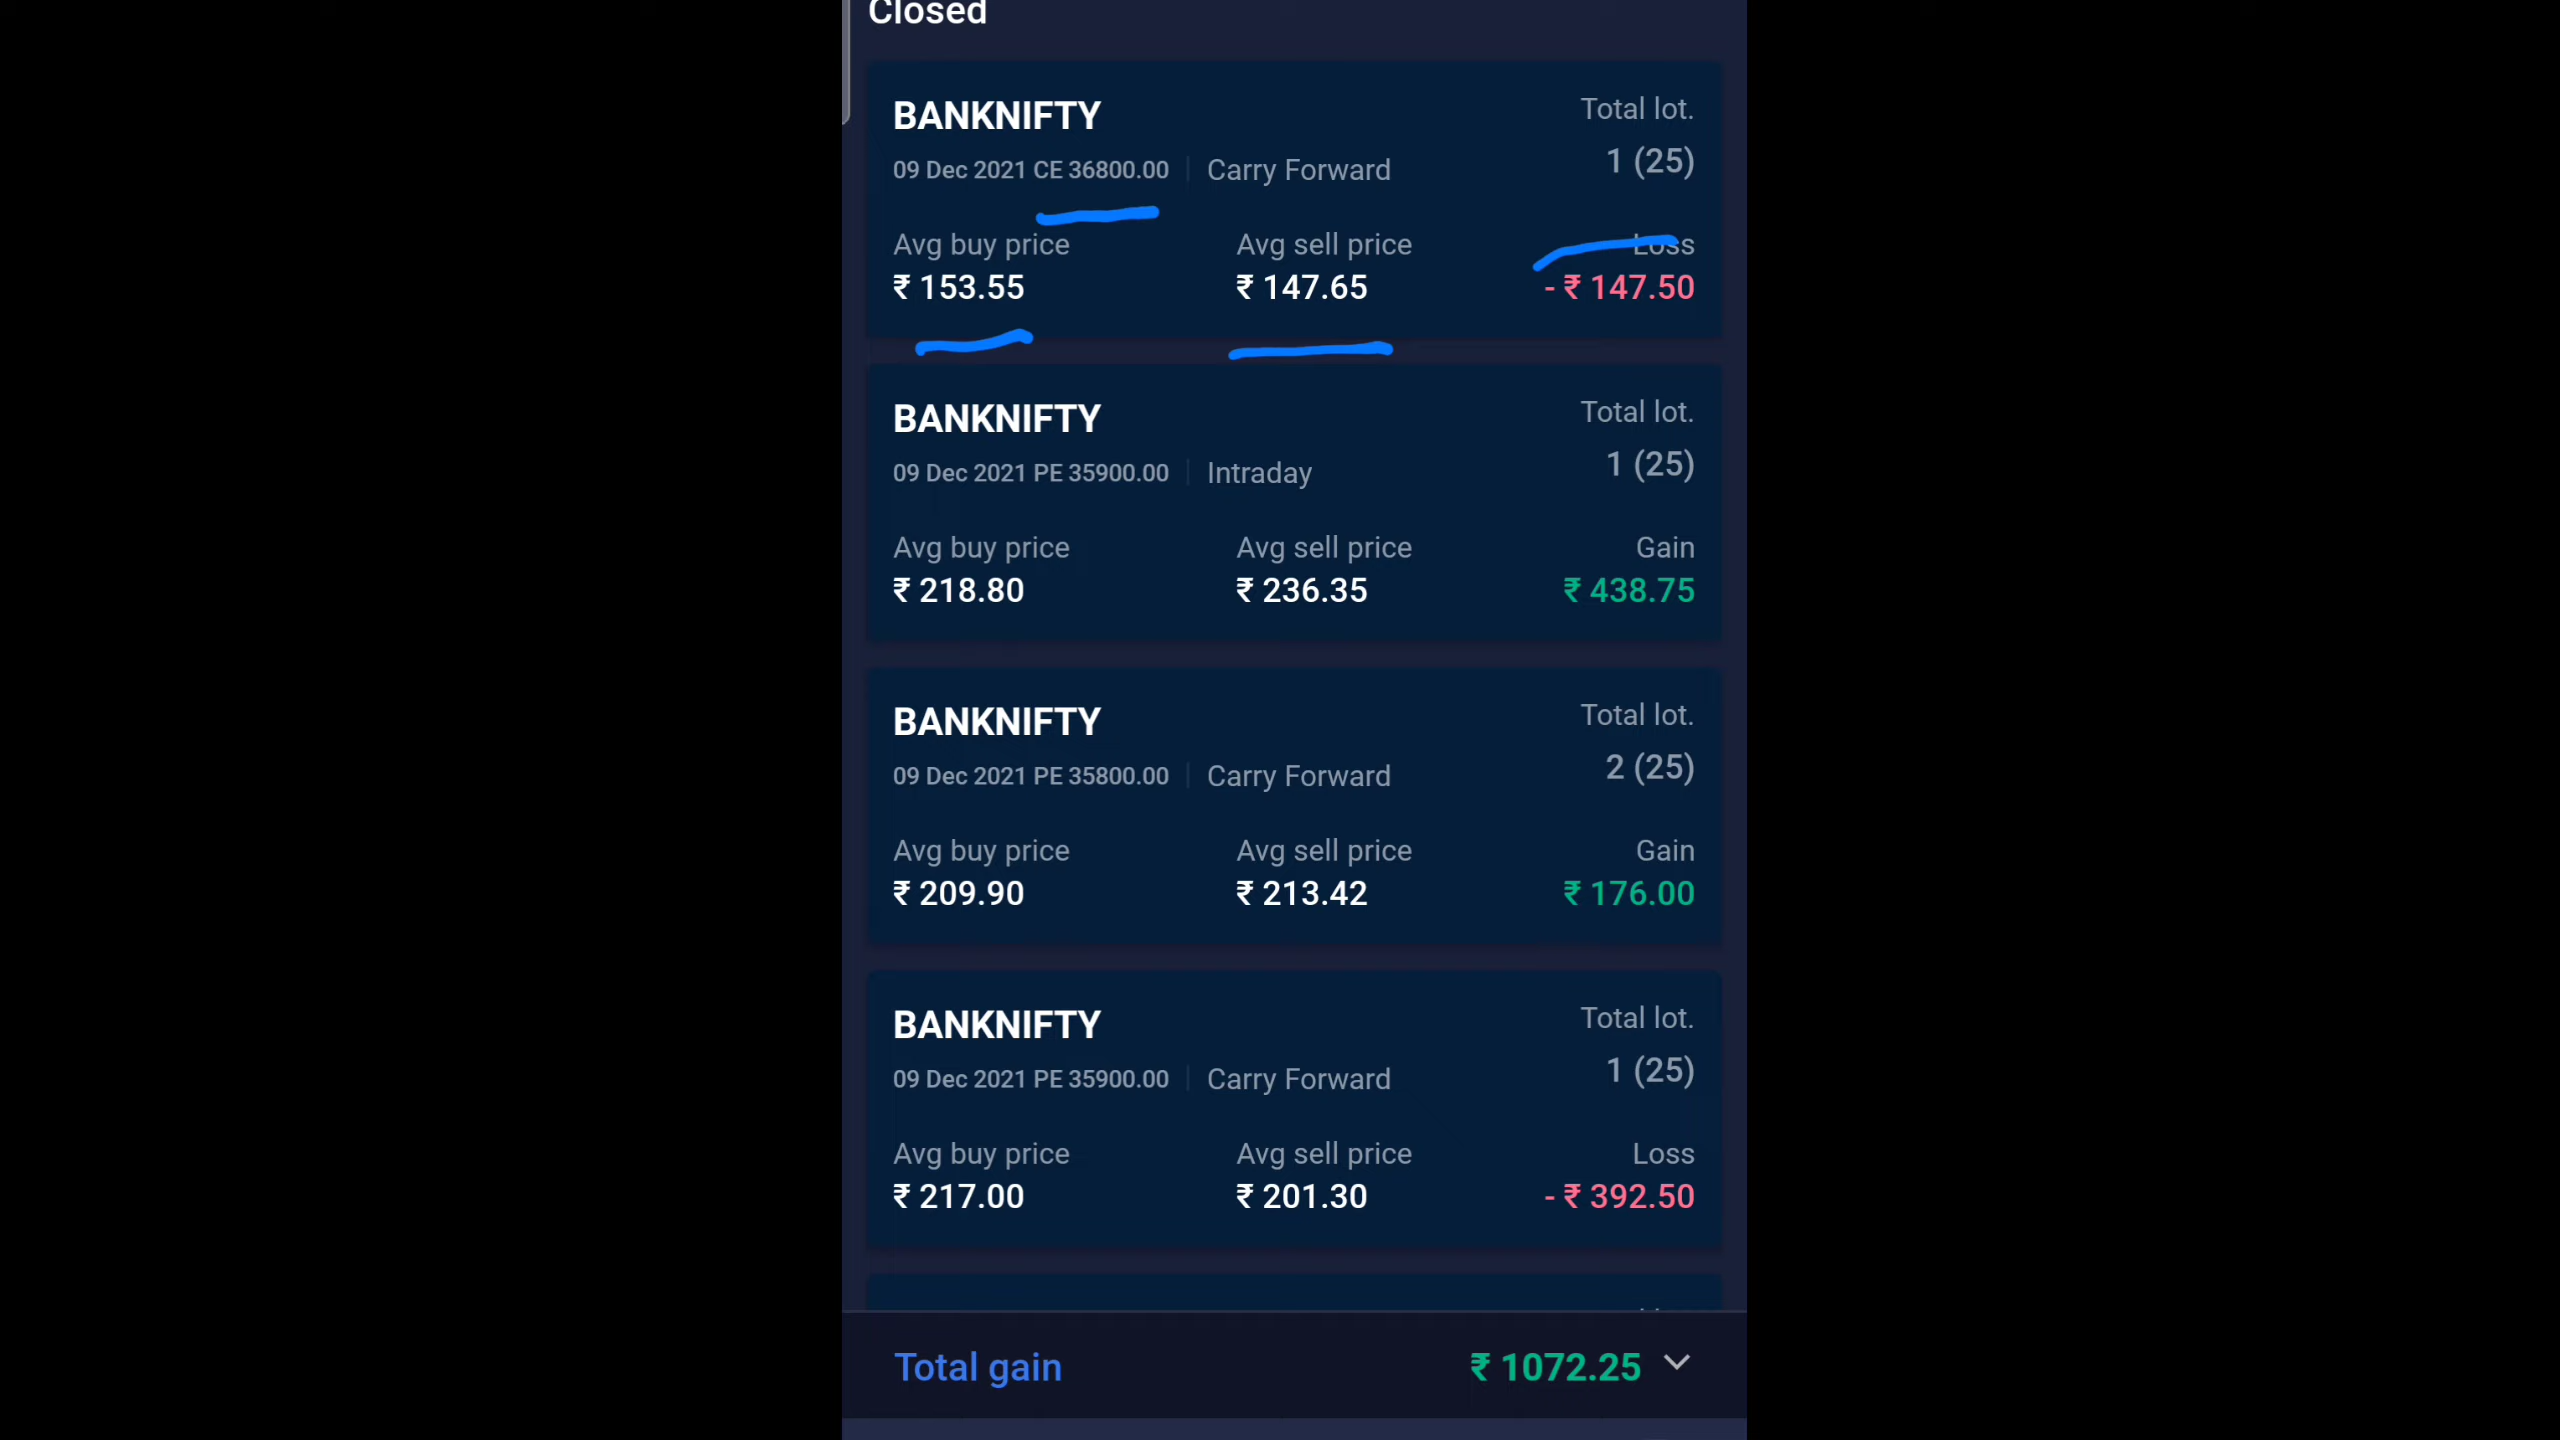 Closed
BANKNIFTY
Total lot.
09 Dec 2021 CE 36800.00 Carry Forward
1 (25)
Avg buy price Avg sell price Loss
₹ 153.55 ₹ 147.65 - ₹ 147.50
BANKNIFTY
Total lot.
09 Dec 2021 PE 35900.00 Intraday
1 (25)
Avg buy price Avg sell price Gain
₹ 218.80 ₹ 236.35 ₹ 438.75
BANKNIFTY
Total lot.
09 Dec 2021 PE 35800.00 Carry Forward
2 (25)
Avg buy price Avg sell price Gain
₹ 209.90 ₹ 213.42 ₹ 176.00
BANKNIFTY
Total lot.
09 Dec 2021 PE 35900.00 Carry Forward
1 (25)
Avg buy price Avg sell price Loss
₹ 217.00 ₹ 201.30 - ₹ 392.50
Total gain ₹ 1072.25